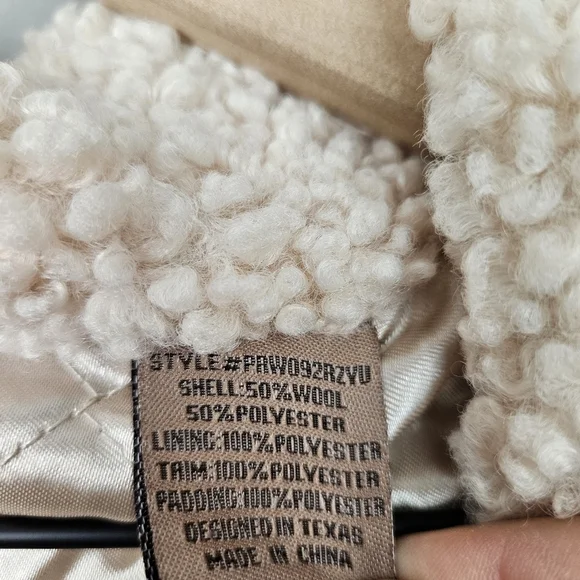 STYLE#PRW092RZYU
SHELL:50%WOOL
50%POLYESTER
LINING:100%POLYESTER
TRIM:100%POLYESTER
PADDING:100%POLYESTER
DESIGNED IN TEXAS
MADE IN CHINA